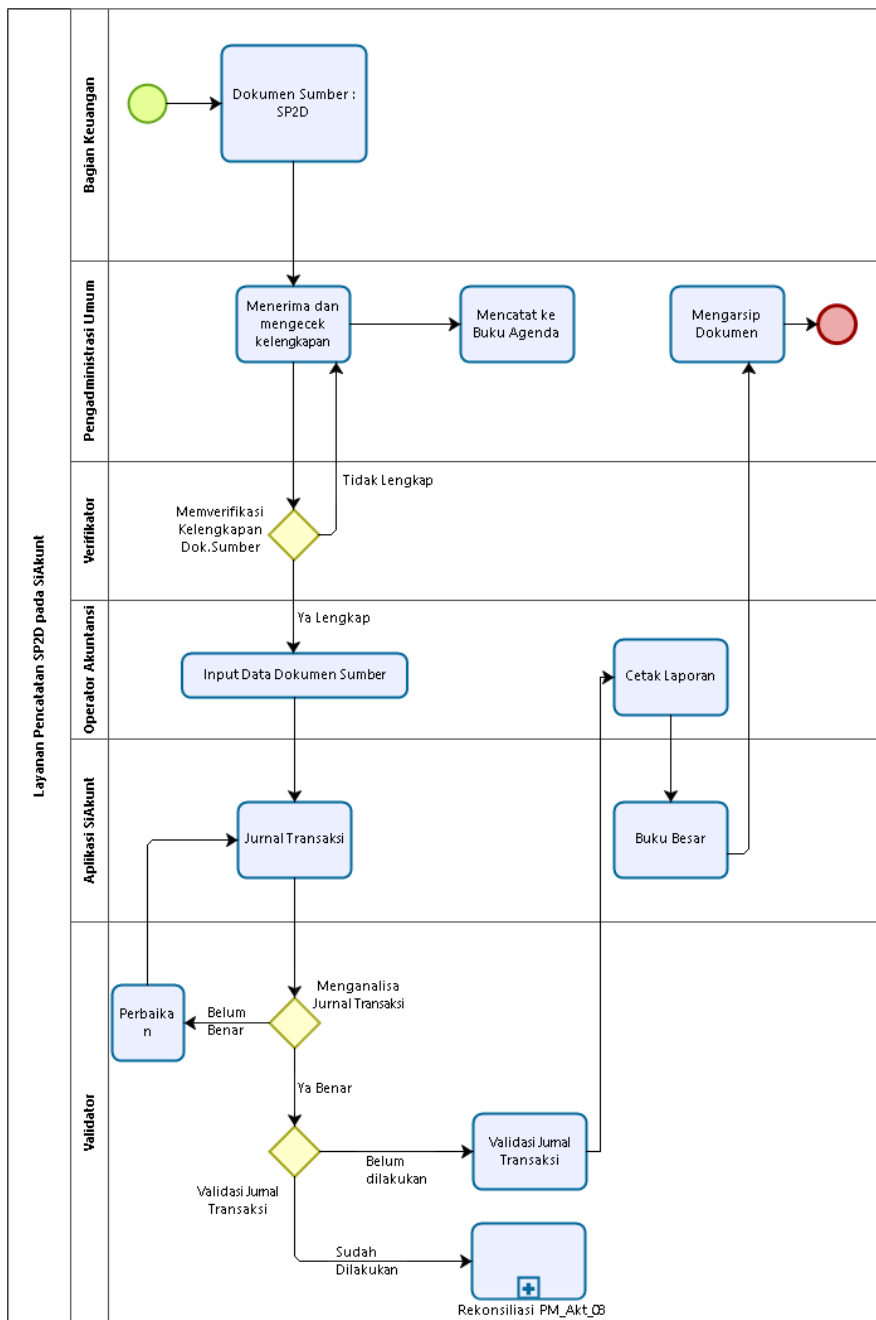 Layanan Pencatatan SP2D pada SiAkunt
Bagian Keuangan
Dokumen Sumber :
SP2D
Pengadministrasi Umum
Menerima dan
mengecek
kelengkapan
Mencatat ke
Buku Agenda
Mengarsip
Dokumen
Verifikator
Tidak Lengkap
Memverifikasi
Kelengkapan
Dok.Sumber
Ya Lengkap
Operator Akuntansi
Input Data Dokumen Sumber
Cetak Laporan
Aplikasi SiAkunt
Jurnal Transaksi
Buku Besar
Validator
Menganalisa
Jurnal Transaksi
Perbaika
n
Belum
Benar
Ya Benar
Validasi Jurnal
Transaksi
Belum
dilakukan
Validasi Jurnal
Transaksi
Sudah
Dilakukan
Rekonsiliasi PM_Akt_03